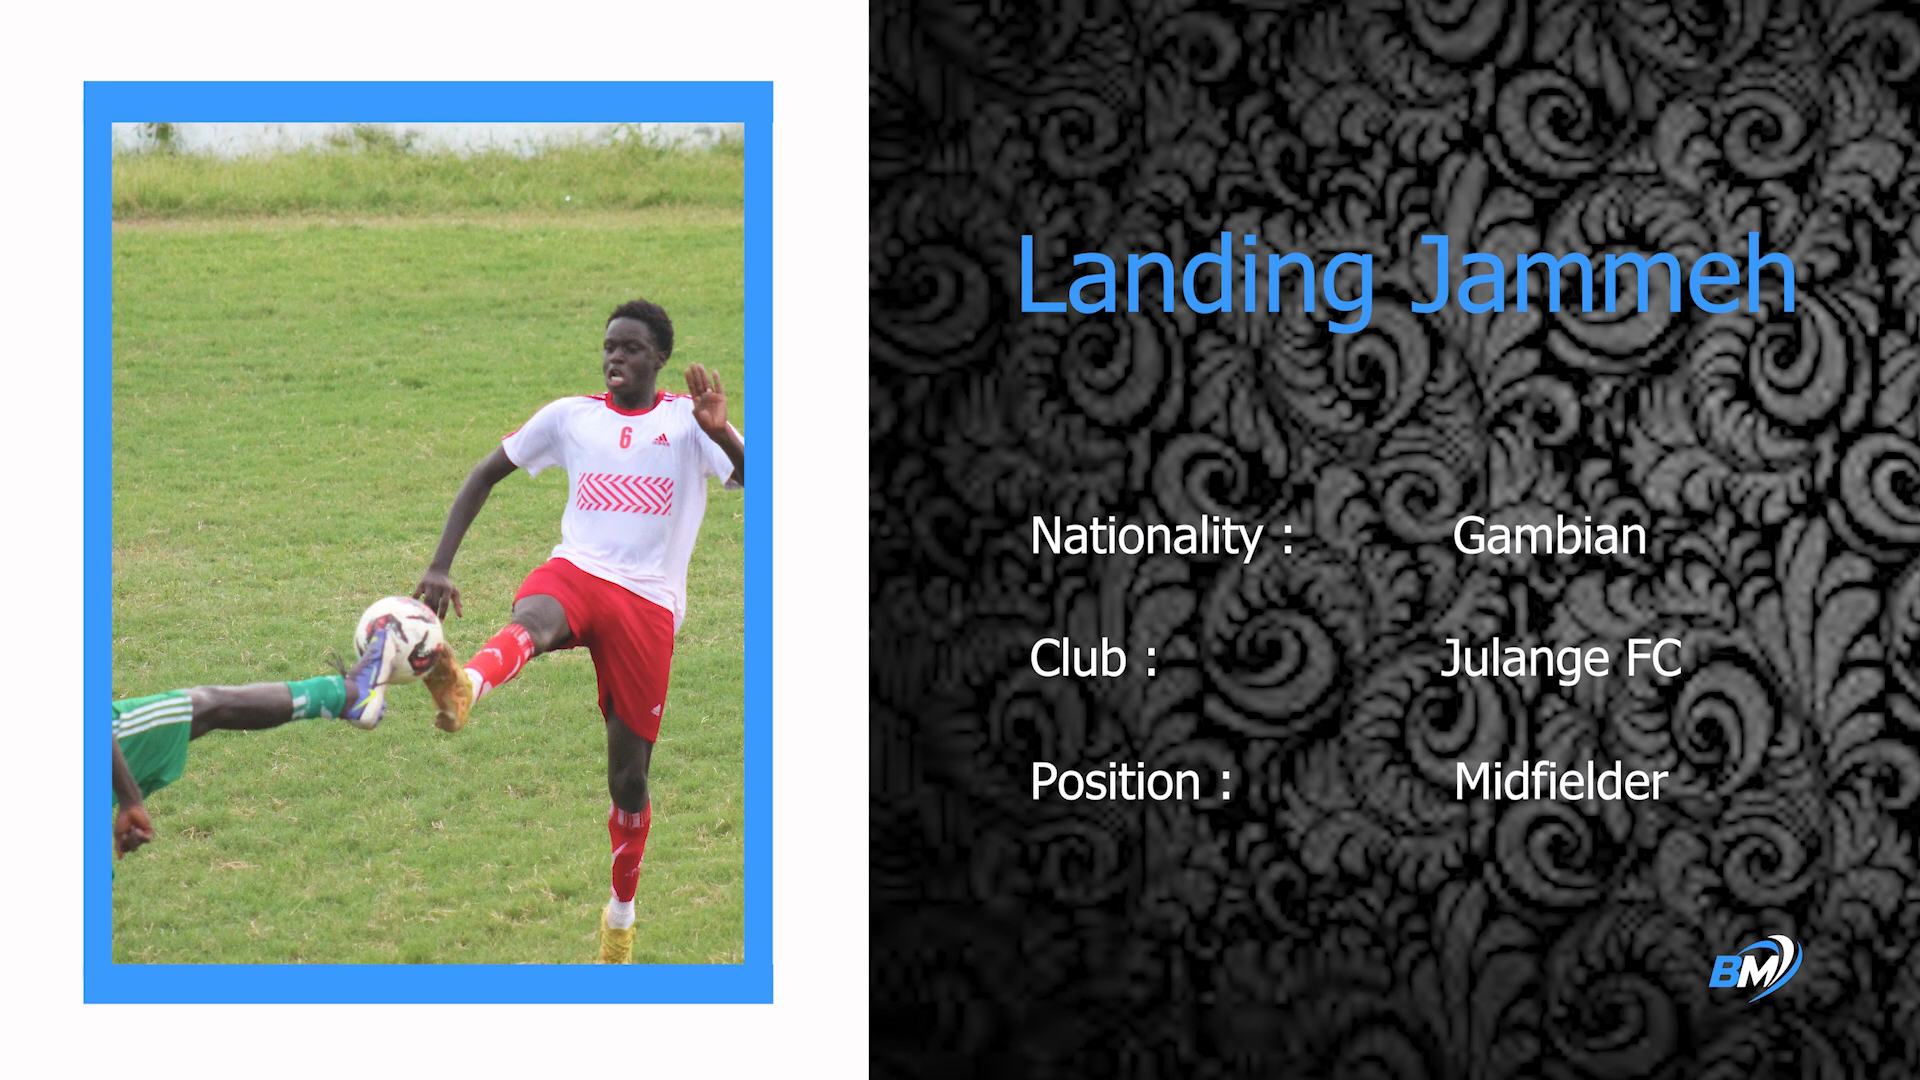 6
Landing Jammeh
Nationality : Gambian
Club : Julange FC
Position : Midfielder
BM